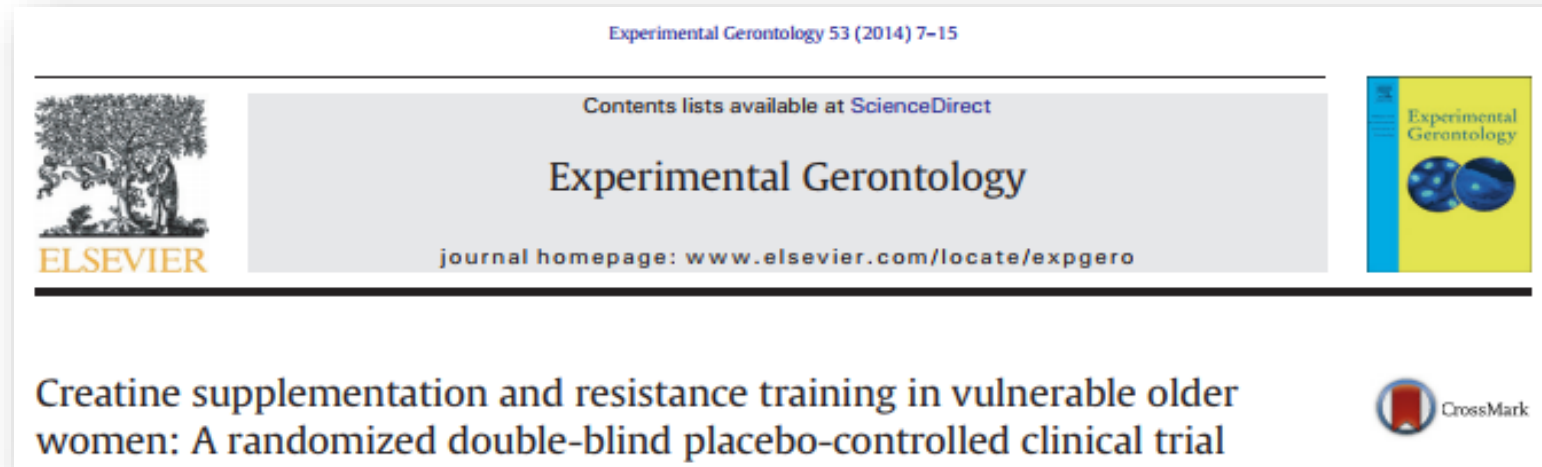 Experimental Gerontology 53 (2014) 7–15
Contents lists available at ScienceDirect
Experimental Gerontology
journal homepage: www.elsevier.com/locate/expgero
ELSEVIER
Experimental
Gerontology
Creatine supplementation and resistance training in vulnerable older
women: A randomized double-blind placebo-controlled clinical trial
CrossMark